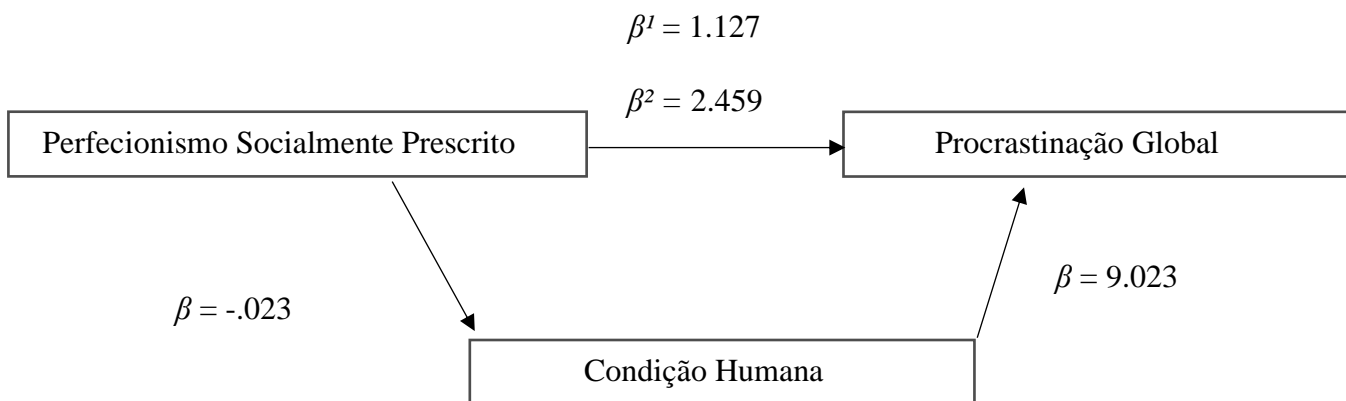 β¹ = 1.127
β² = 2.459
Perfecionismo Socialmente Prescrito
Procrastinação Global
β = -.023
β = 9.023
Condição Humana